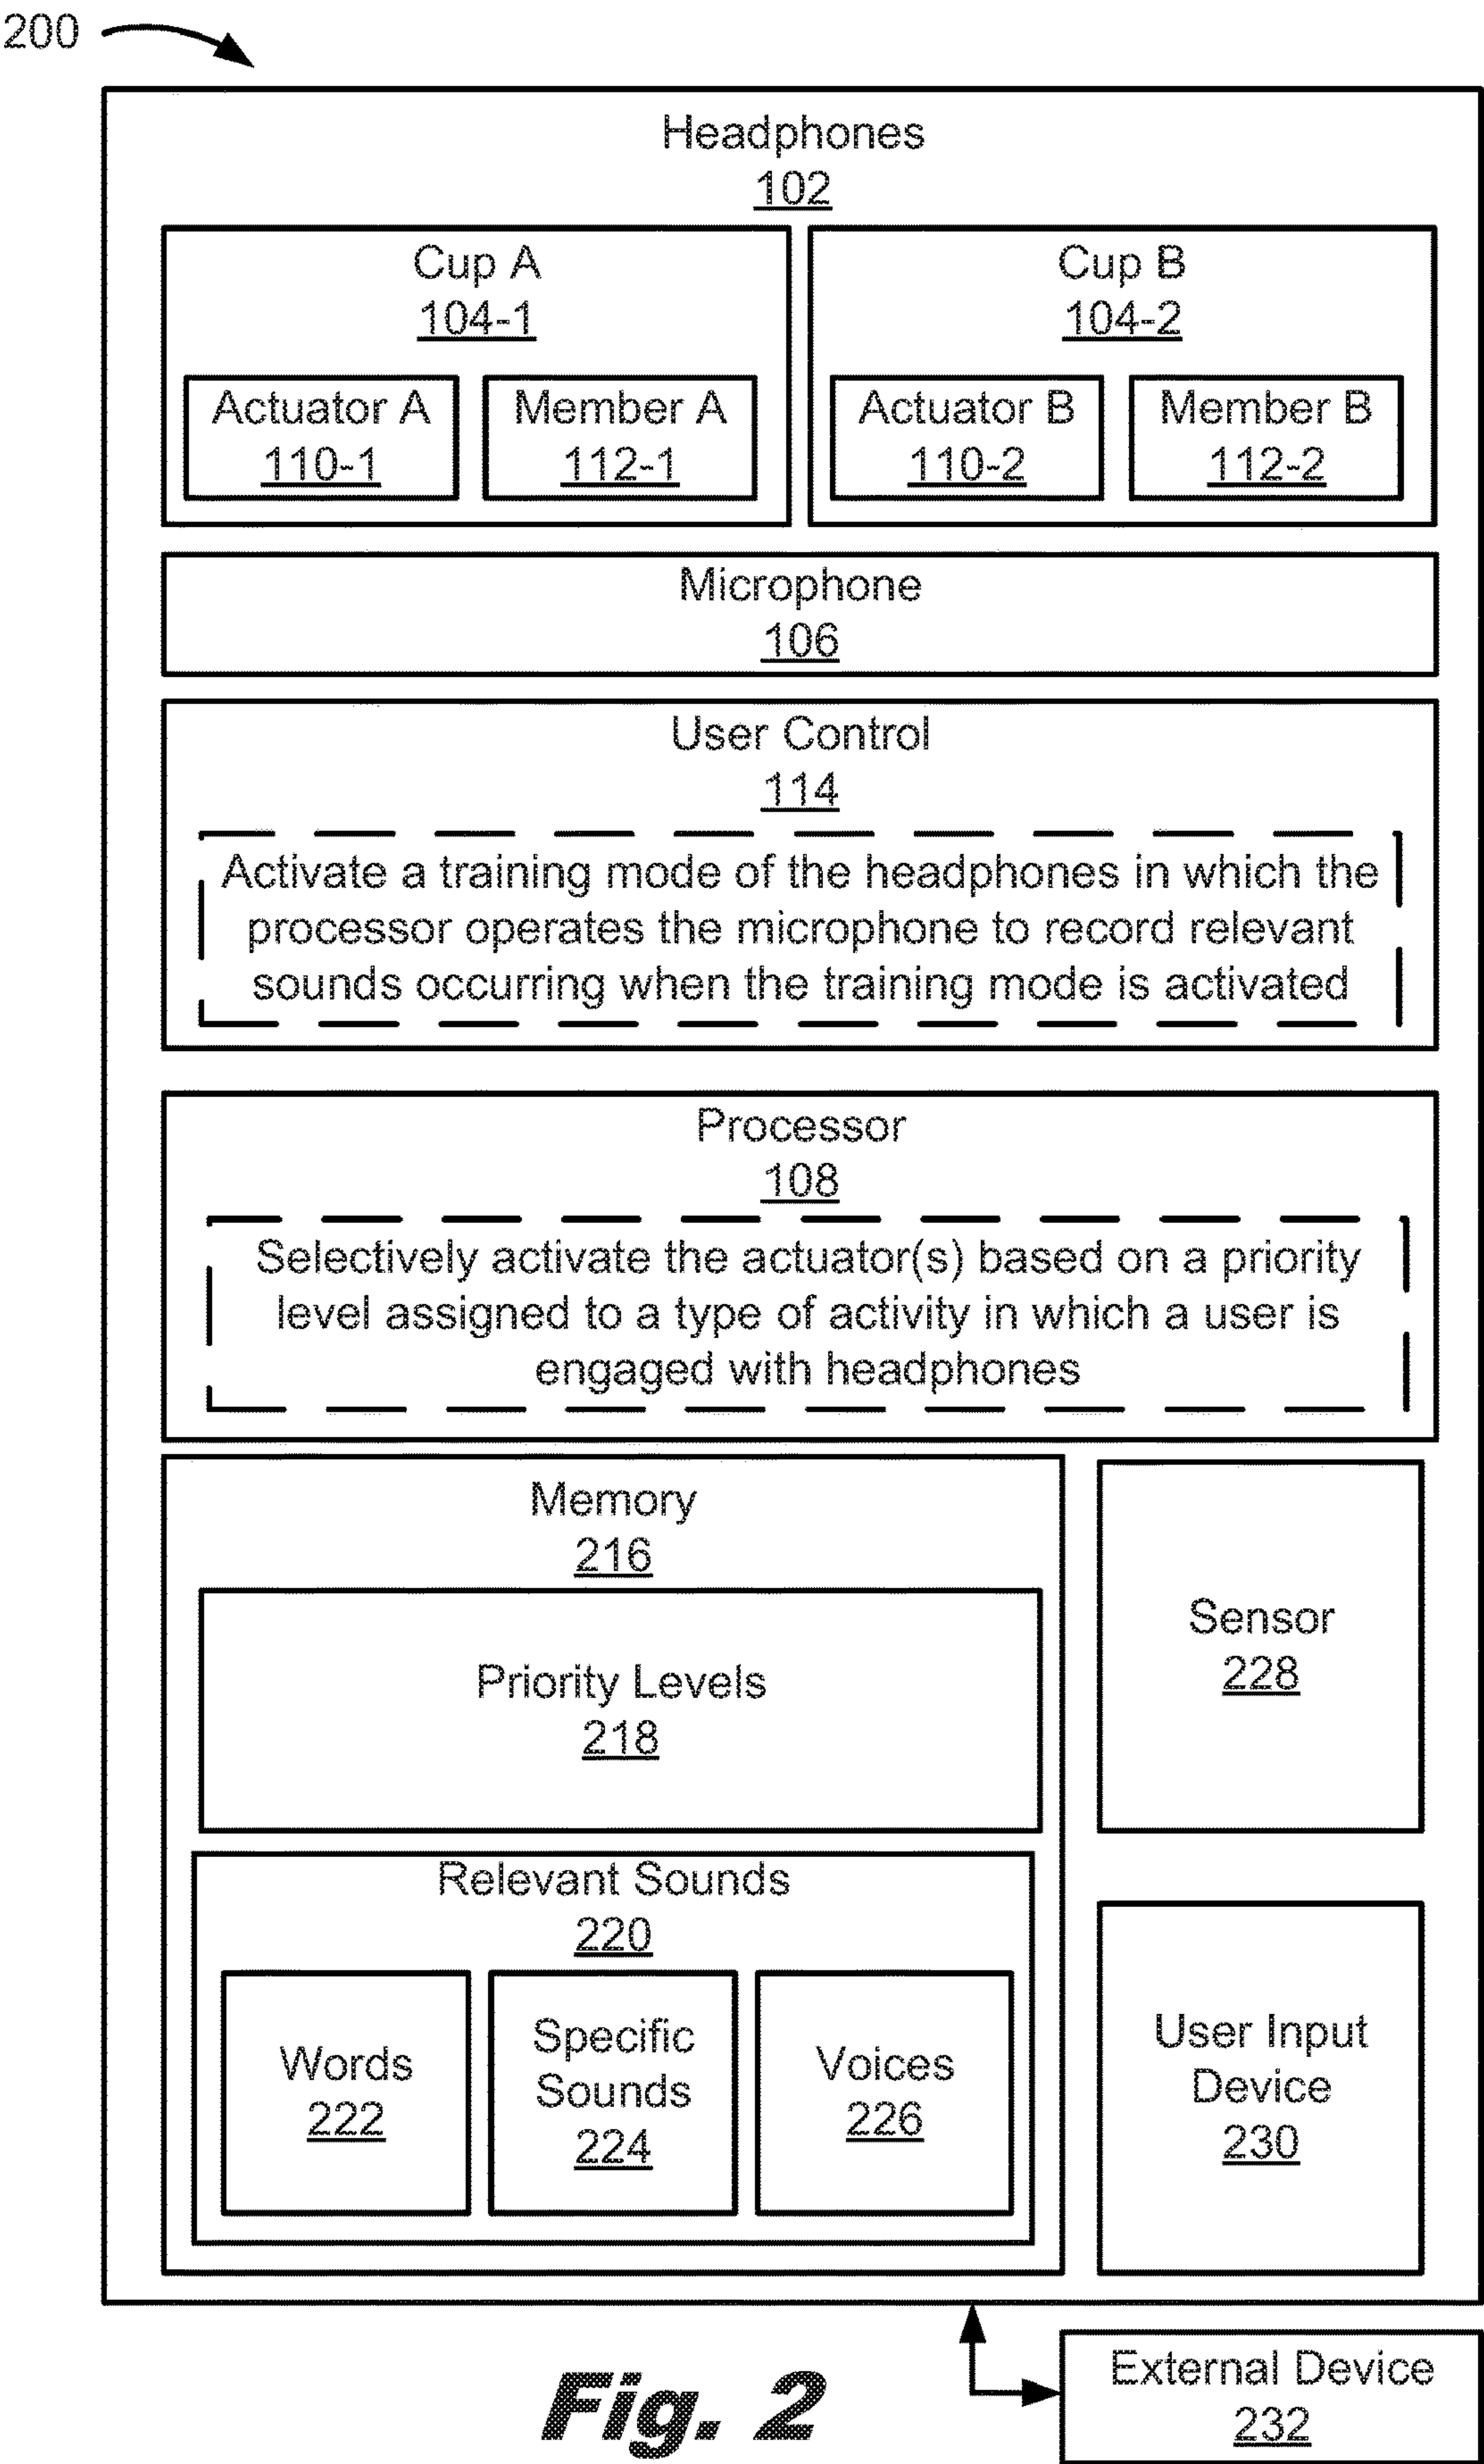 200
Headphones
102
Cup A
104-1
Actuator A
110-1
Member A
112-1
Cup B
104-2
Actuator B
110-2
Member B
112-2
Microphone
106
User Control
114
Activate a training mode of the headphones in which the
processor operates the microphone to record relevant
sounds occurring when the training mode is activated
Processor
108
Selectively activate the actuator(s) based on a priority
level assigned to a type of activity in which a user is
engaged with headphones
Memory
216
Priority Levels
218
Relevant Sounds
220
Words
222
Specific
Sounds
224
Voices
226
Sensor
228
User Input
Device
230
External Device
232
Fig. 2